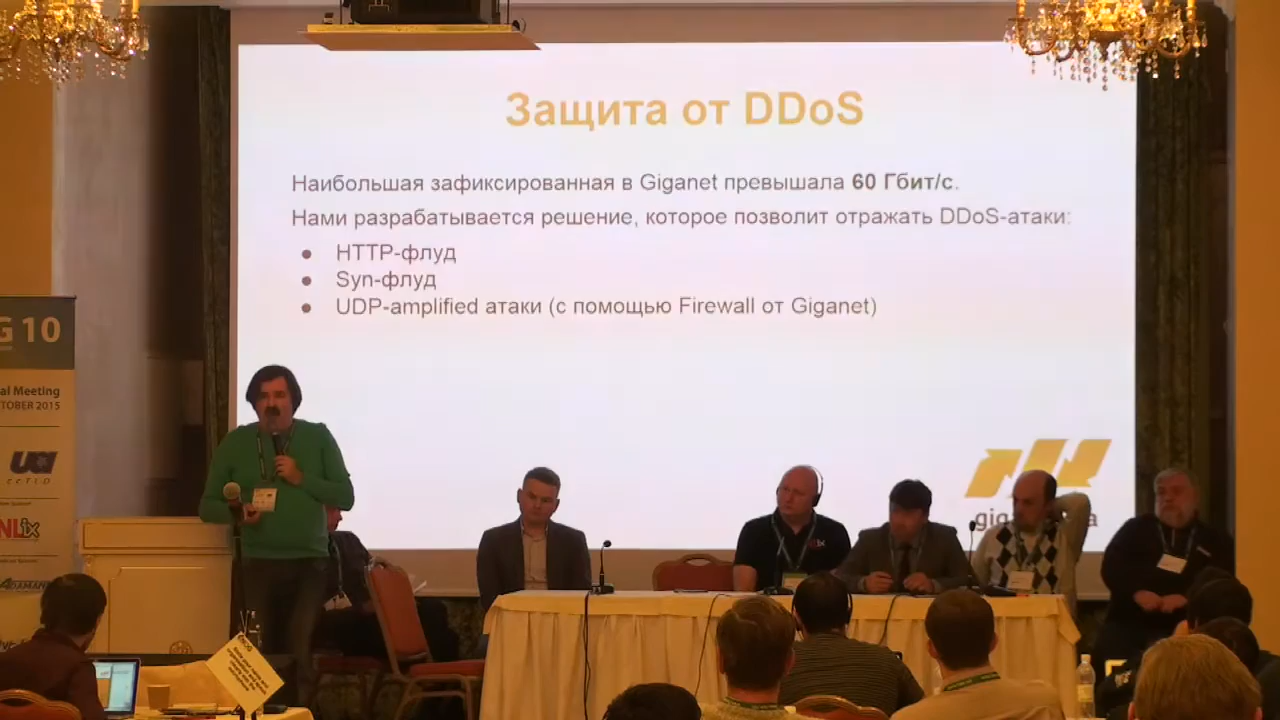 Защита от DDoS
Наибольшая зафиксированная в Giganet превышала 60 Гбит/с.
Нами разрабатывается решение, которое позволит отражать DDoS-атаки:
● HTTP-флуд
● Syn-флуд
● UDP-amplified атаки (с помощью Firewall от Giganet)
G 10
al Meeting
TOBER 2015
ccTLD
NLix